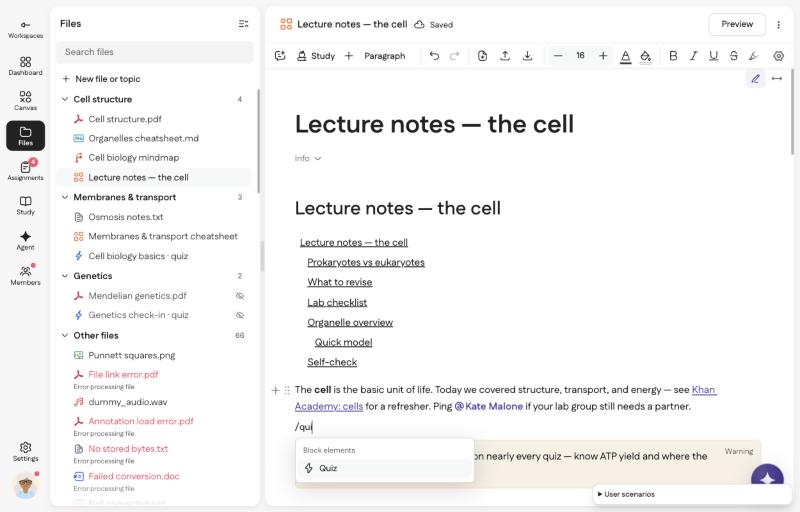 Workspaces
Dashboard
Canvas
Files
4
Assignments
Study
Agent
Members
Settings
Files
Search files
New file or topic
Cell structure 4
Cell structure.pdf
Organelles cheatsheet.md
Cell biology mindmap
Lecture notes — the cell
Membranes & transport 3
Osmosis notes.txt
Membranes & transport cheatsheet
Cell biology basics · quiz
Genetics 2
Mendelian genetics.pdf
Genetics check-in · quiz
Other files 66
Punnett squares.png
File link error.pdf
Error processing file
dummy_audio.wav
Annotation load error.pdf
Error processing file
No stored bytes.txt
Error processing file
Failed conversion.doc
Error processing file
Lecture notes — the cell Saved Preview
Study Paragraph 16 A B I U S
Lecture notes — the cell
Info
Lecture notes — the cell
Lecture notes — the cell
Prokaryotes vs eukaryotes
What to revise
Lab checklist
Organelle overview
Quick model
Self-check
The cell is the basic unit of life. Today we covered structure, transport, and energy — see Khan
Academy: cells for a refresher. Ping @Kate Malone if your lab group still needs a partner.
/qui
Block elements
Quiz
on nearly every quiz — know ATP yield and where the
Warning
User scenarios